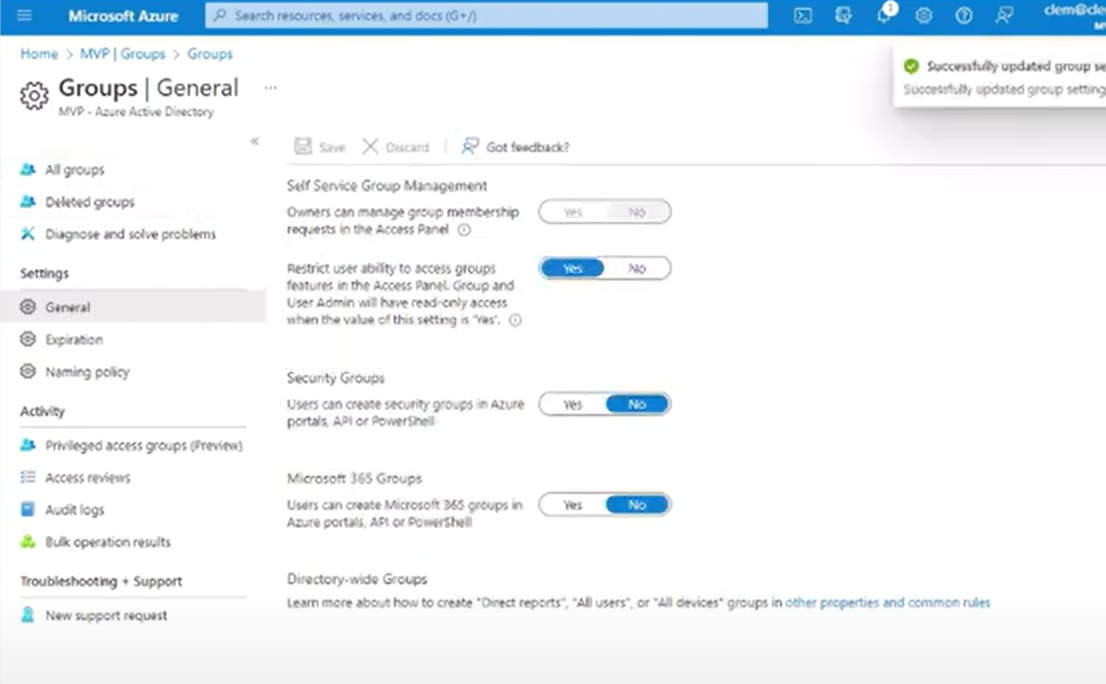 Microsoft Azure
Search resources, services, and docs (G+/)
1
Home > MVP | Groups > Groups
Groups | General
MVP - Azure Active Directory
Successfully updated group se
Successfully updated group setting
Save Discard Got feedback?
All groups
Deleted groups
Diagnose and solve problems
Settings
General
Expiration
Naming policy
Activity
Privileged access groups (Preview)
Access reviews
Audit logs
Bulk operation results
Troubleshooting + Support
New support request
Self Service Group Management
Owners can manage group membership
requests in the Access Panel
Yes No
Restrict user ability to access groups
features in the Access Panel. Group and
User Admin will have read-only access
when the value of this setting is 'Yes'.
Yes No
Security Groups
Users can create security groups in Azure
portals, API or PowerShell
Yes No
Microsoft 365 Groups
Users can create Microsoft 365 groups in
Azure portals, API or PowerShell
Yes No
Directory-wide Groups
Learn more about how to create "Direct reports", "All users", or "All devices" groups in other properties and common rules